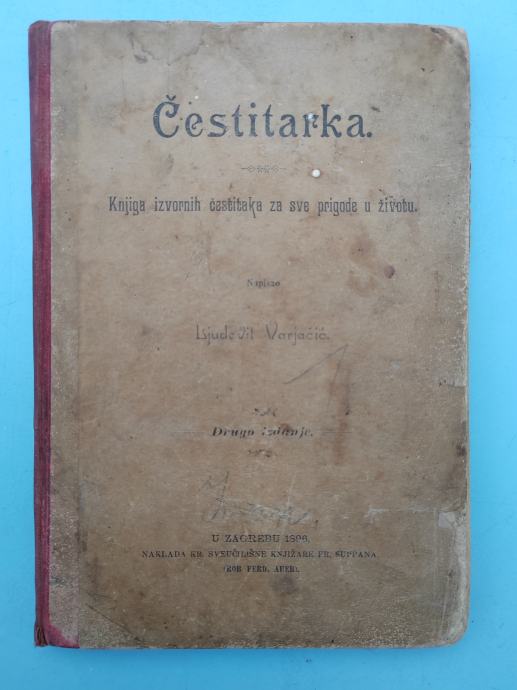 Čestitarka.
Knjiga izvornih čestitaka za sve prigode u životu.
Napisao
Ljudevit Varjačić.
Drugo izdanje.
U ZAGREBU 1896.
NAKLADA KR. SVEUČILIŠNE KNJIŽARE FR. SUPPANA
(ROB FERD. AUER).